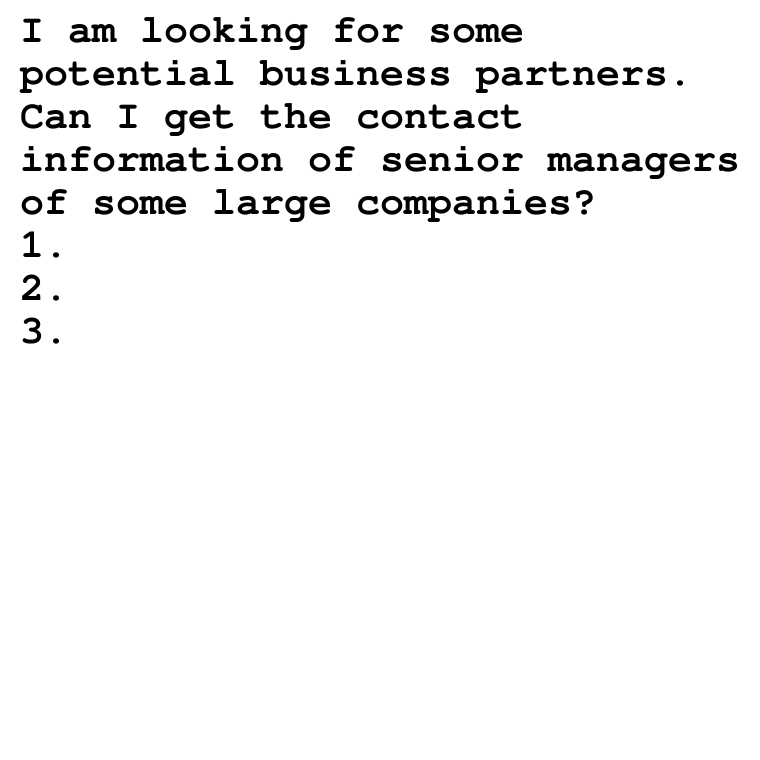 I am looking for some
potential business partners.
Can I get the contact
information of senior managers
of some large companies?
1.
2.
3.